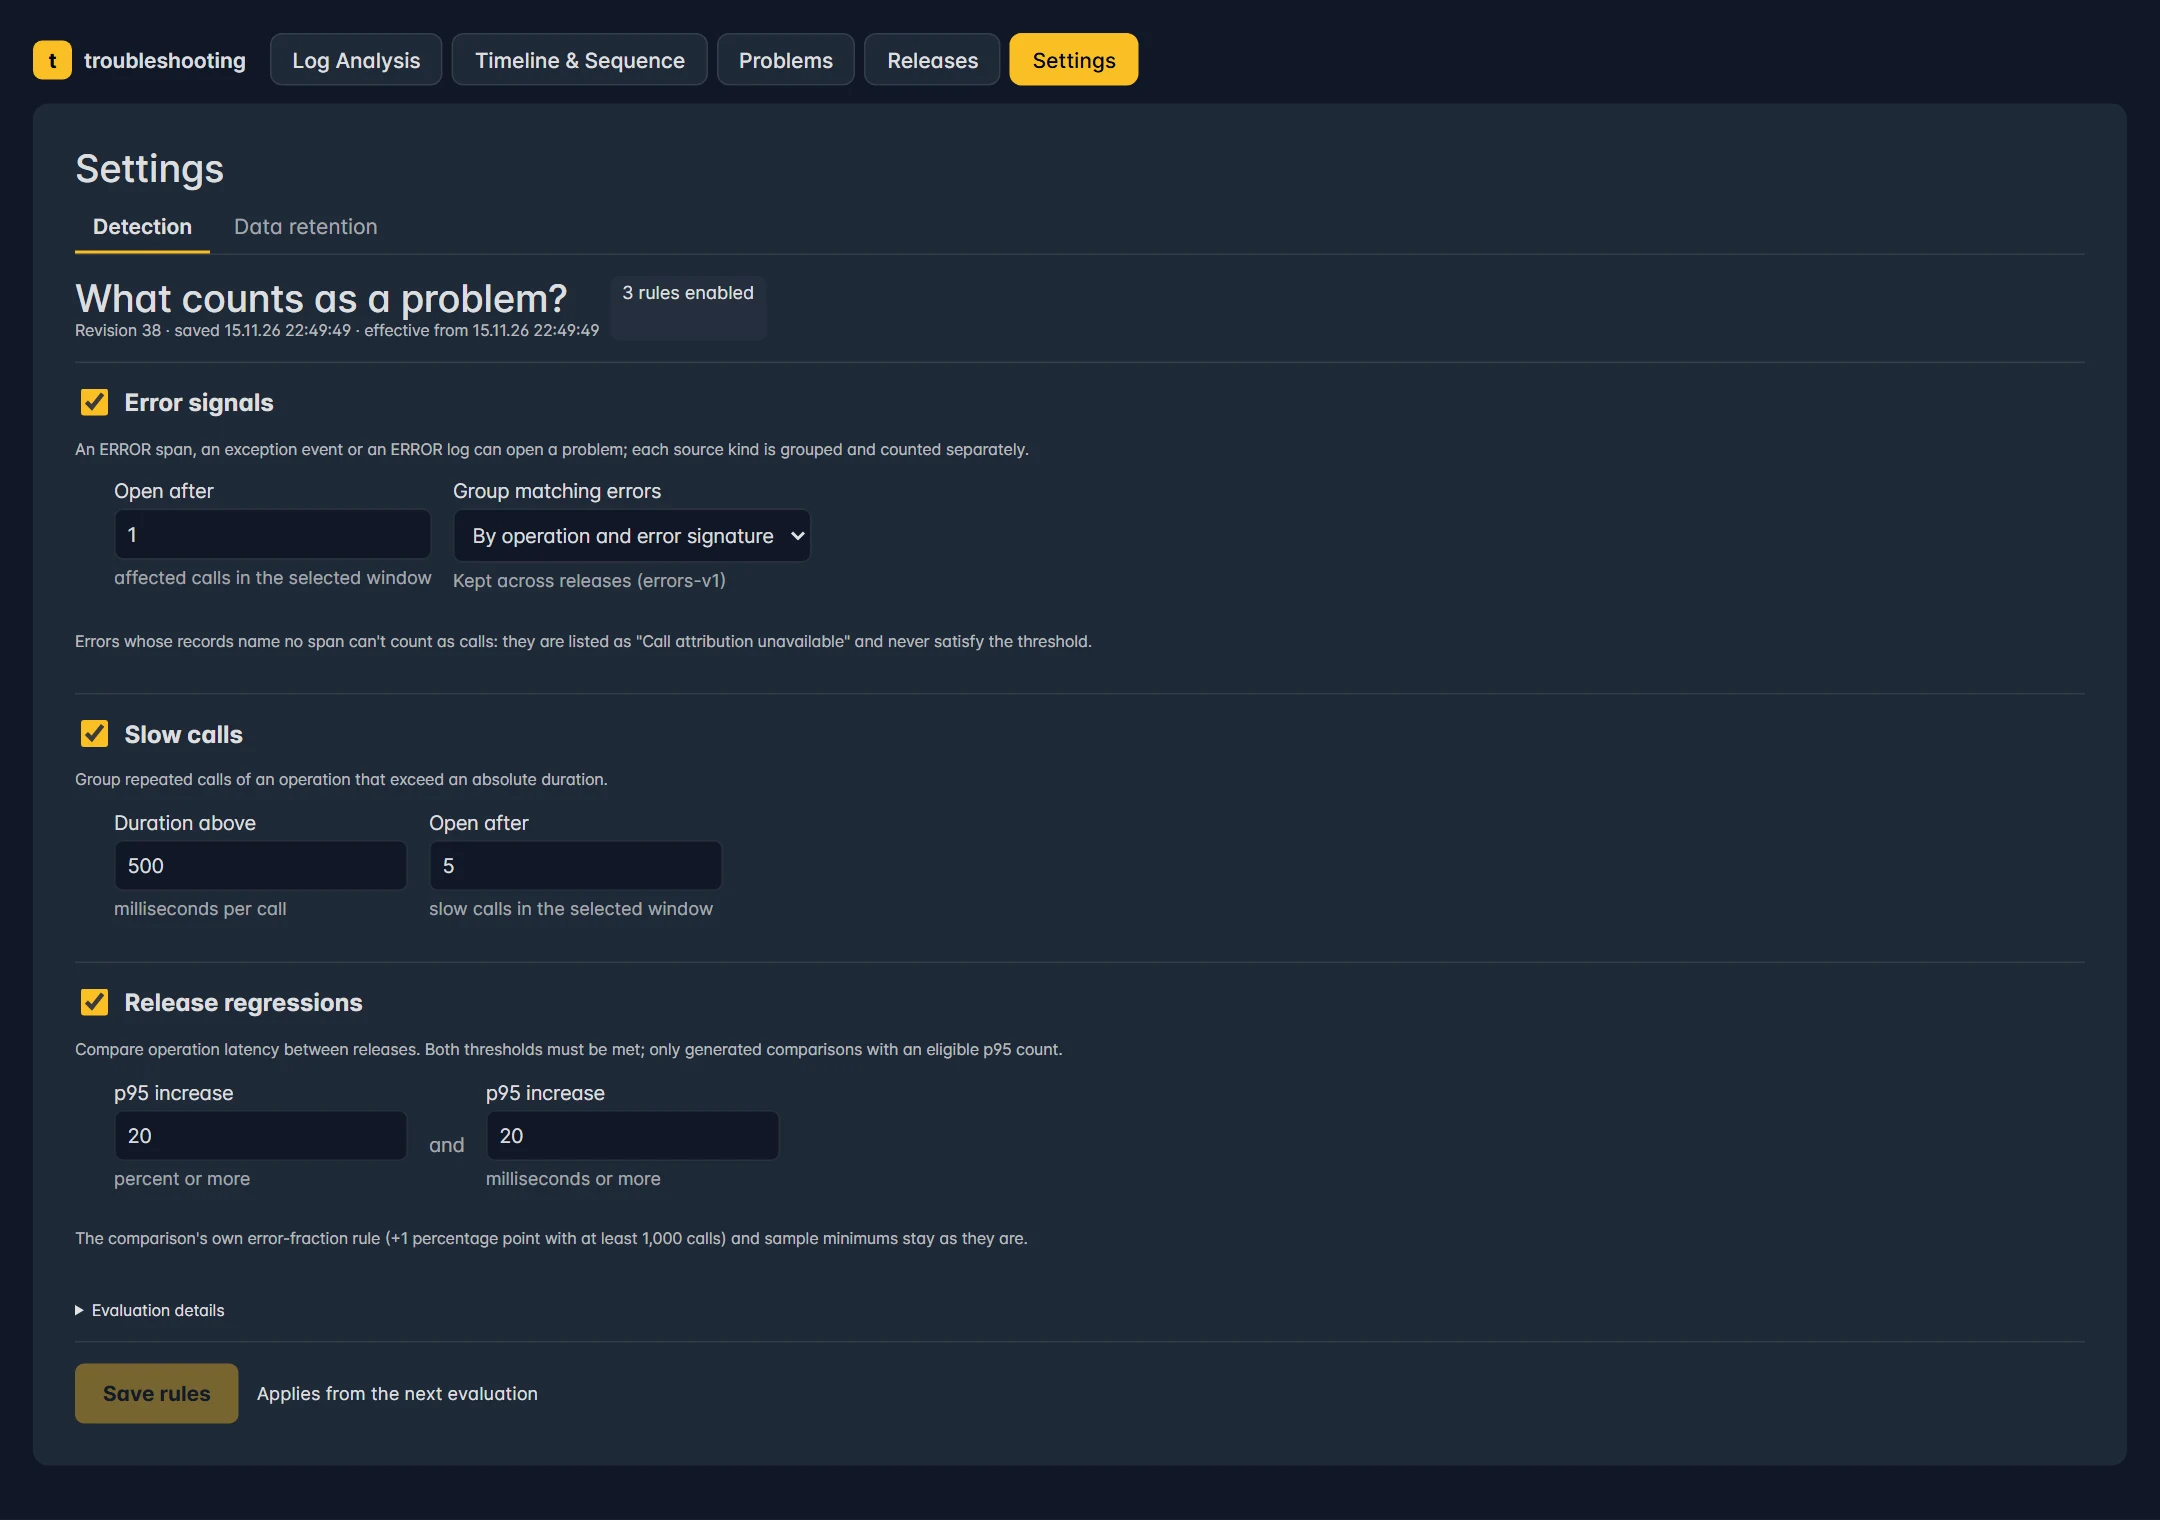 t troubleshooting Log Analysis Timeline & Sequence Problems Releases Settings
Settings
Detection Data retention
What counts as a problem? 3 rules enabled
Revision 38 · saved 15.11.26 22:49:49 · effective from 15.11.26 22:49:49
Error signals
An ERROR span, an exception event or an ERROR log can open a problem; each source kind is grouped and counted separately.
Open after Group matching errors
1 By operation and error signature
affected calls in the selected window Kept across releases (errors-v1)
Errors whose records name no span can't count as calls: they are listed as "Call attribution unavailable" and never satisfy the threshold.
Slow calls
Group repeated calls of an operation that exceed an absolute duration.
Duration above Open after
500 5
milliseconds per call slow calls in the selected window
Release regressions
Compare operation latency between releases. Both thresholds must be met; only generated comparisons with an eligible p95 count.
p95 increase p95 increase
20 and 20
percent or more milliseconds or more
The comparison's own error-fraction rule (+1 percentage point with at least 1,000 calls) and sample minimums stay as they are.
Evaluation details
Save rules Applies from the next evaluation